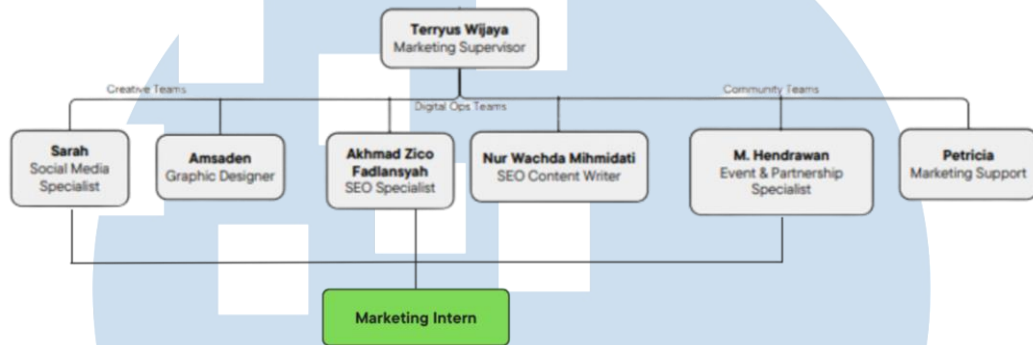 Terryus Wijaya
Marketing Supervisor
Creative Teams
Digital Ops Teams
Community Teams
Sarah
Social Media
Specialist
Amsaden
Graphic Designer
Akhmad Zico
Fadlansyah
SEO Specialist
Nur Wachda Mihmidati
SEO Content Writer
M. Hendrawan
Event & Partnership
Specialist
Petricia
Marketing Support
Marketing Intern